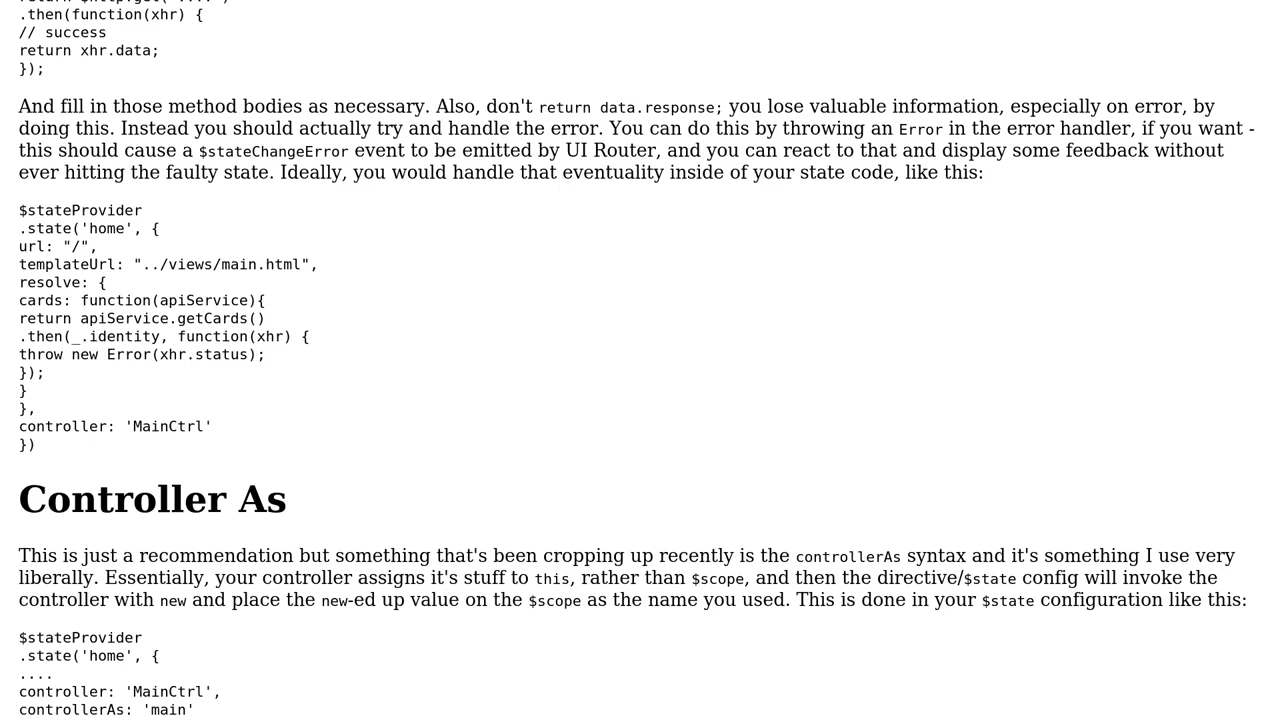 .then(function(xhr) {
// success
return xhr.data;
});
And fill in those method bodies as necessary. Also, don't return data.response; you lose valuable information, especially on error, by
doing this. Instead you should actually try and handle the error. You can do this by throwing an Error in the error handler, if you want -
this should cause a $stateChangeError event to be emitted by UI Router, and you can react to that and display some feedback without
ever hitting the faulty state. Ideally, you would handle that eventuality inside of your state code, like this:
$stateProvider
.state('home', {
url: "/",
templateUrl: "../views/main.html",
resolve: {
cards: function(apiService){
return apiService.getCards()
.then(_.identity, function(xhr) {
throw new Error(xhr.status);
});
}
},
controller: 'MainCtrl'
})
Controller As
This is just a recommendation but something that's been cropping up recently is the controllerAs syntax and it's something I use very
liberally. Essentially, your controller assigns it's stuff to this, rather than $scope, and then the directive/$state config will invoke the
controller with new and place the new-ed up value on the $scope as the name you used. This is done in your $state configuration like this:
$stateProvider
.state('home', {
....
controller: 'MainCtrl',
controllerAs: 'main'